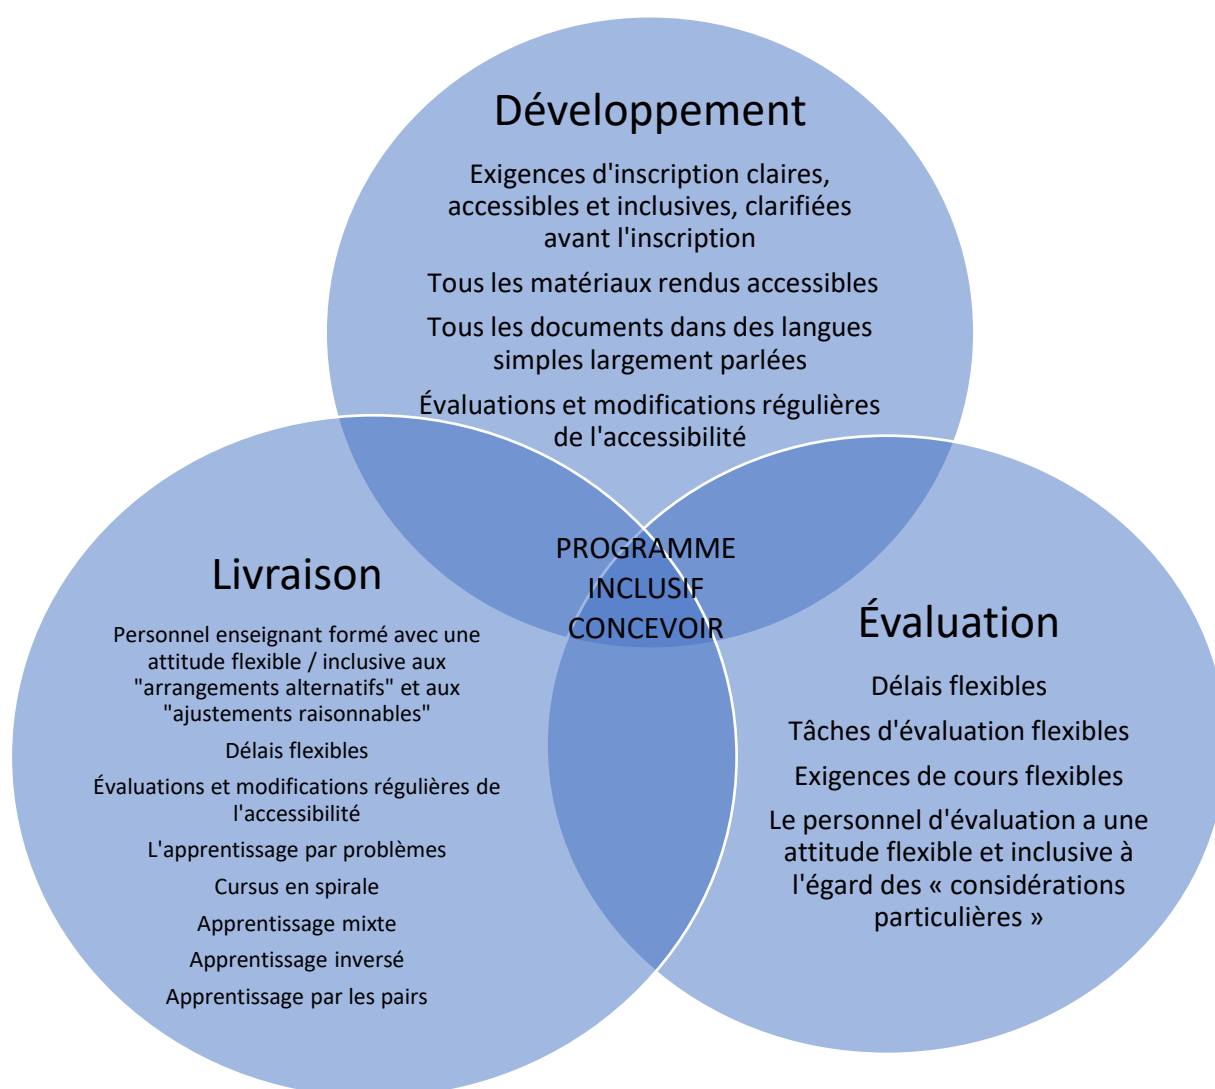 Développement
Exigences d'inscription claires,
accessibles et inclusives, clarifiées
avant l'inscription
Tous les matériaux rendus accessibles
Tous les documents dans des langues
simples largement parlées
Évaluations et modifications régulières
de l'accessibilité
PROGRAMME
INCLUSIF
CONCEVOIR
Livraison
Personnel enseignant formé avec une
attitude flexible / inclusive aux
"arrangements alternatifs" et aux
"ajustements raisonnables"
Délais flexibles
Évaluations et modifications régulières de
l'accessibilité
L'apprentissage par problèmes
Cursus en spirale
Apprentissage mixte
Apprentissage inversé
Apprentissage par les pairs
Évaluation
Délais flexibles
Tâches d'évaluation flexibles
Exigences de cours flexibles
Le personnel d'évaluation a une
attitude flexible et inclusive à
l'égard des « considérations
particulières »